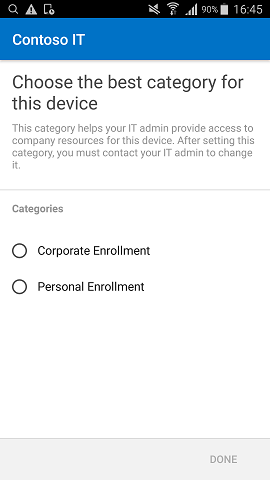 90% 16:45
Contoso IT
Choose the best category for
this device
This category helps your IT admin provide access to
company resources for this device. After setting this
category, you must contact your IT admin to change
it.
Categories
Corporate Enrollment
Personal Enrollment
DONE